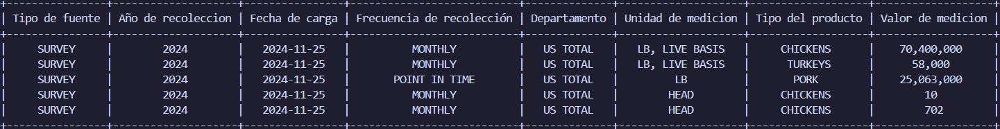 | Tipo de fuente | Año de recoleccion | Fecha de carga | Frecuencia de recolección | Departamento | Unidad de medicion | Tipo del producto | Valor de medicion |
| SURVEY | 2024 | 2024-11-25 | MONTHLY | US TOTAL | LB, LIVE BASIS | CHICKENS | 70,400,000 |
| SURVEY | 2024 | 2024-11-25 | MONTHLY | US TOTAL | LB, LIVE BASIS | TURKEYS | 58,000 |
| SURVEY | 2024 | 2024-11-25 | POINT IN TIME | US TOTAL | LB | PORK | 25,063,000 |
| SURVEY | 2024 | 2024-11-25 | MONTHLY | US TOTAL | HEAD | CHICKENS | 10 |
| SURVEY | 2024 | 2024-11-25 | MONTHLY | US TOTAL | HEAD | CHICKENS | 702 |